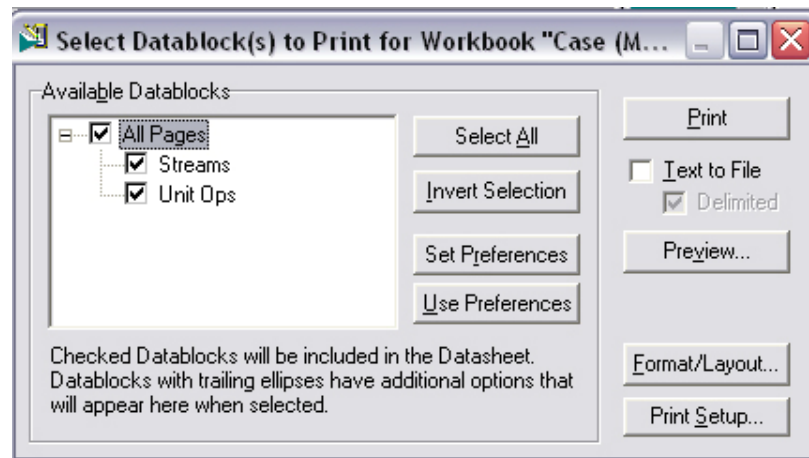 Select Datablock(s) to Print for Workbook "Case (M...
Available Datablocks
All Pages
Streams
Unit Ops
Select All
Invert Selection
Set Preferences
Use Preferences
Checked Datablocks will be included in the Datasheet.
Datablocks with trailing ellipses have additional options that
will appear here when selected.
Print
Text to File
Delimited
Preview...
Format/Layout...
Print Setup...